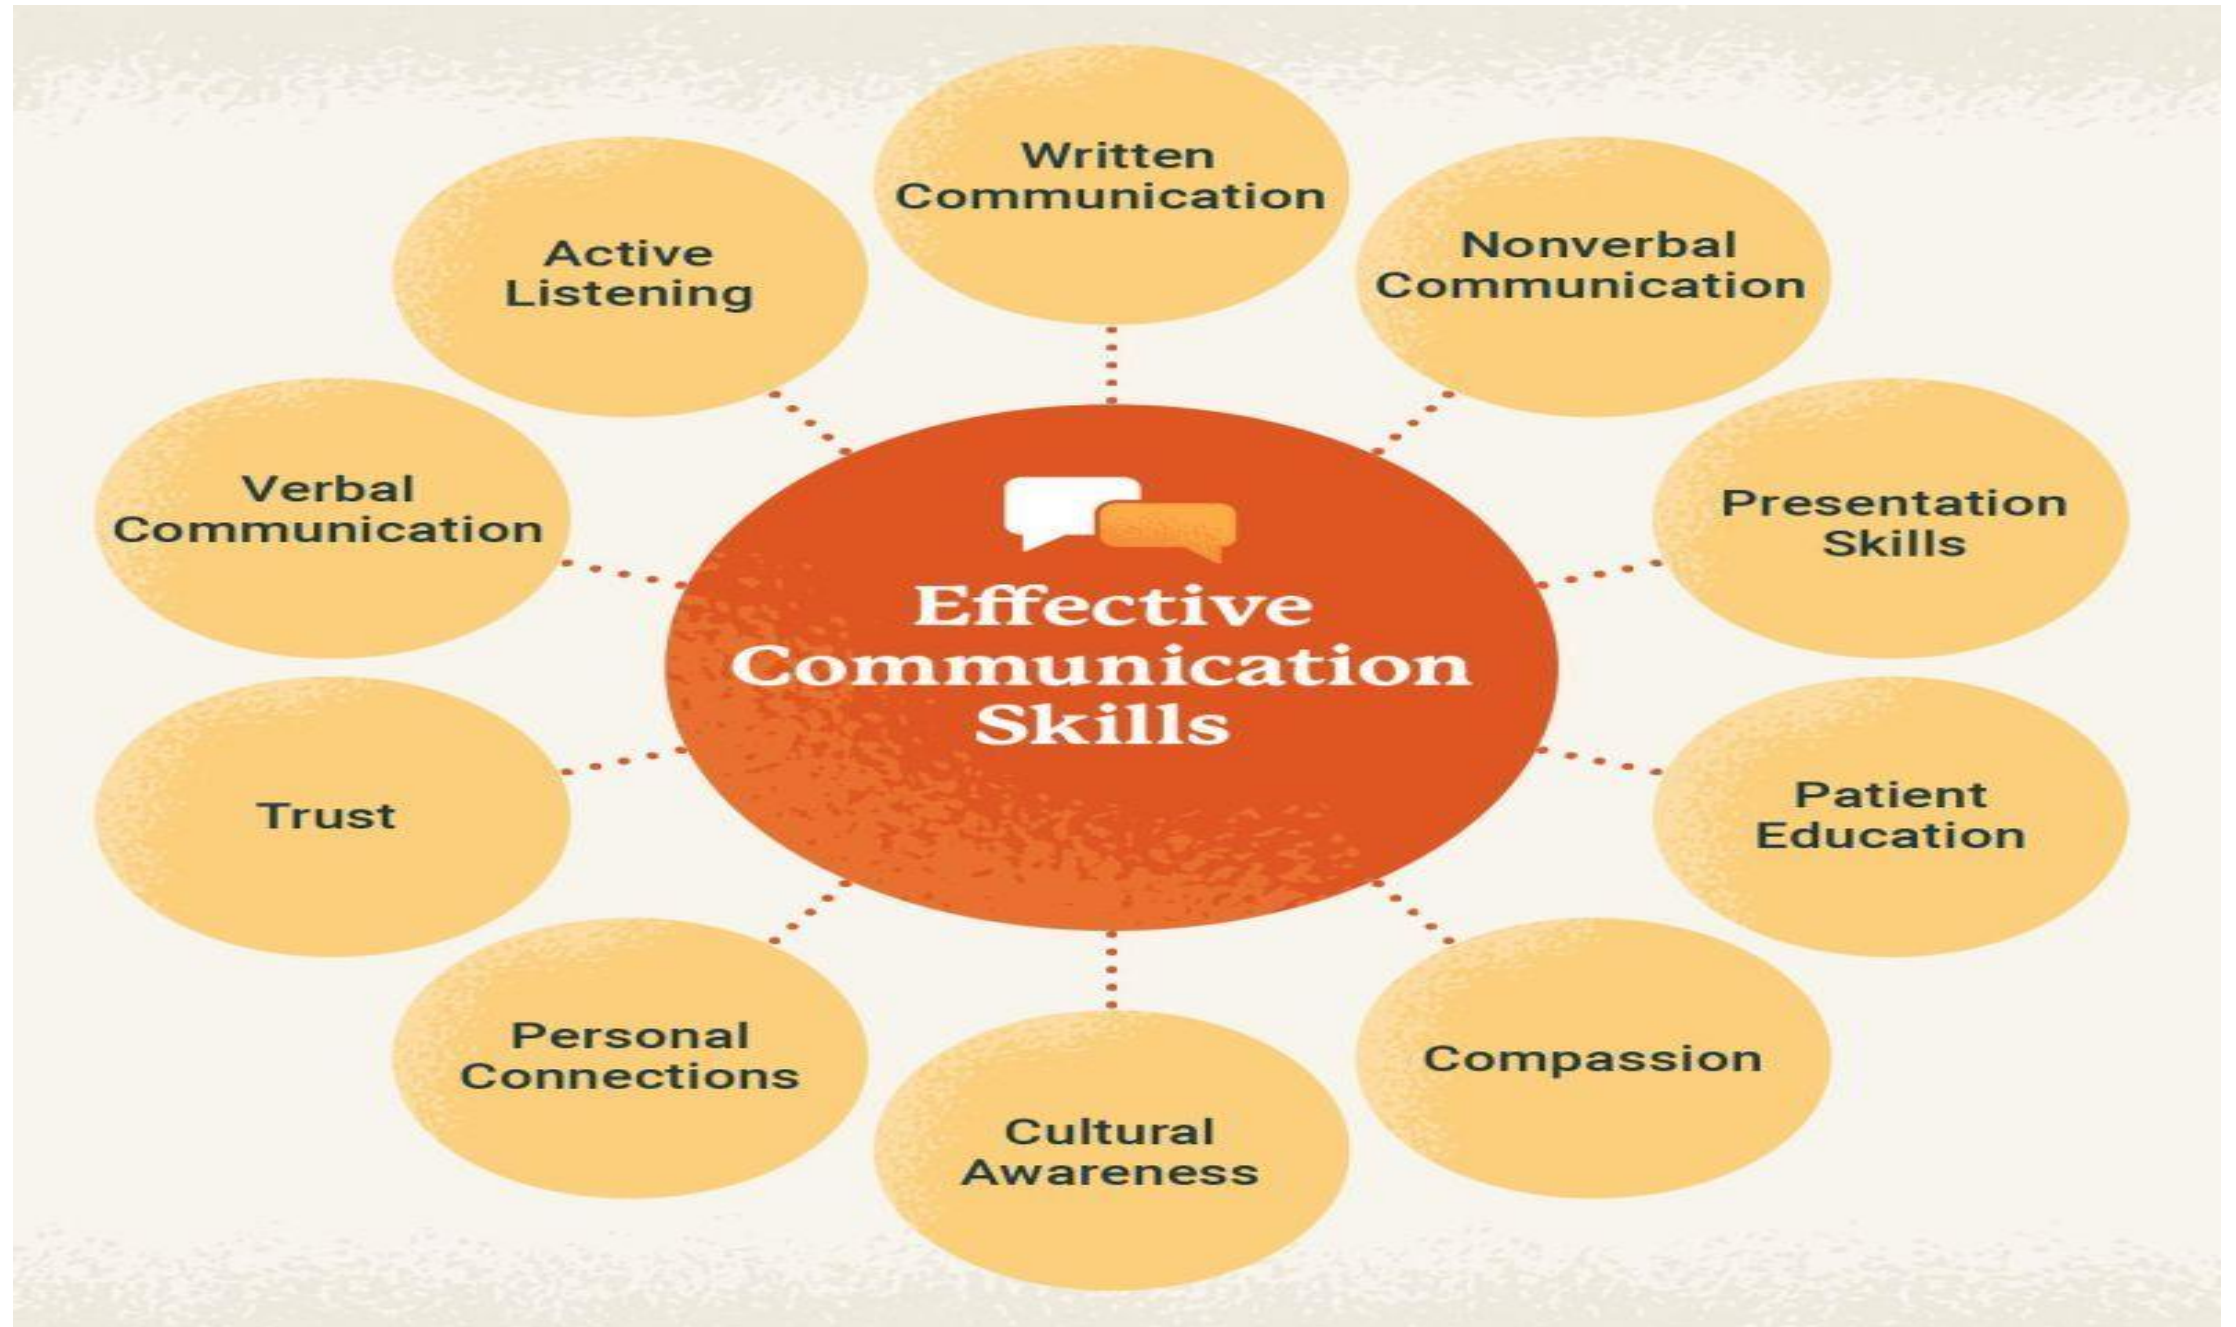 Written
Communication
Active
Listening
Nonverbal
Communication
Verbal
Communication
Presentation
Skills
Effective
Communication
Skills
Trust
Patient
Education
Personal
Connections
Compassion
Cultural
Awareness